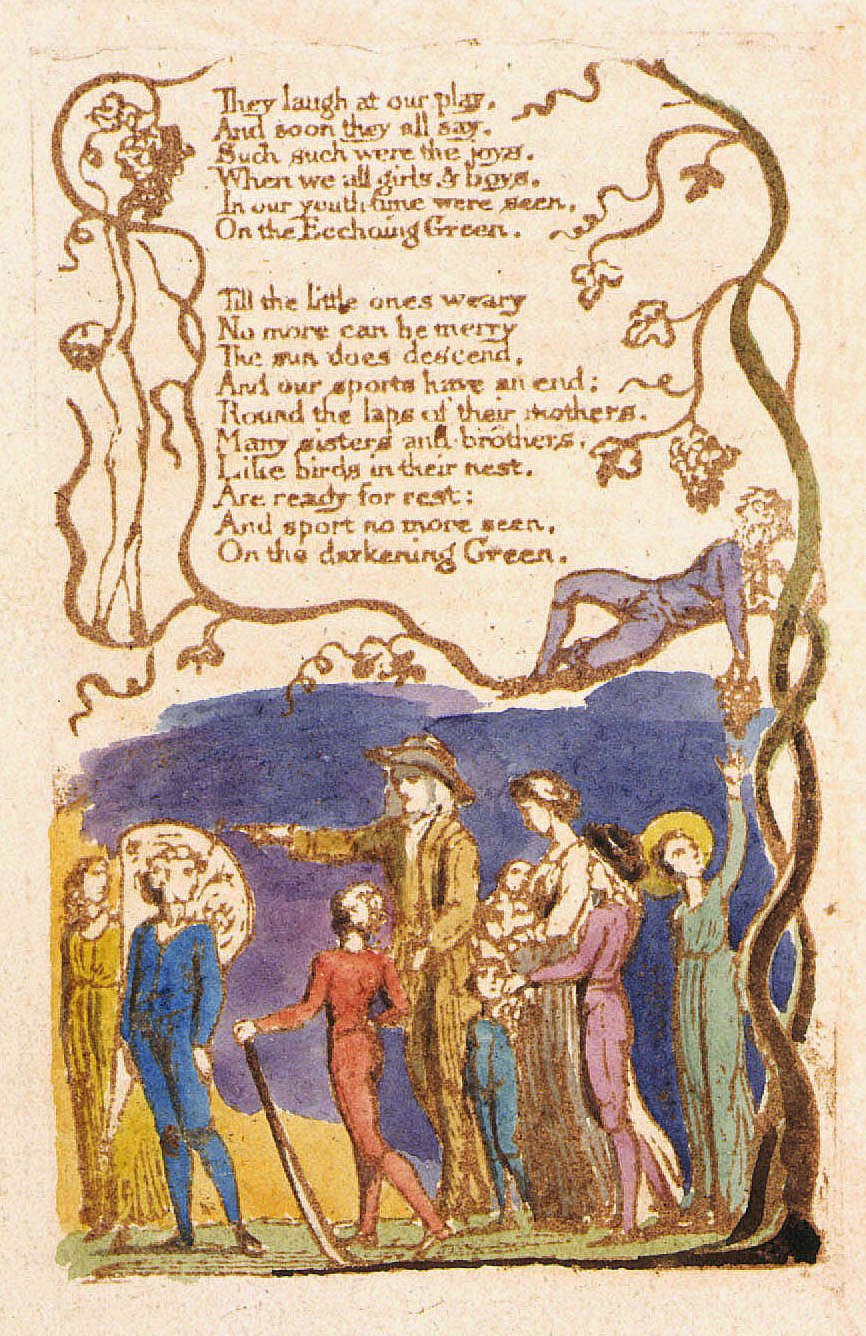 They laugh at our play.
And soon they all say.
Such such were the joys.
When we all girls & boys.
In our youth-time were seen.
On the Ecchoing Green.
Till the little ones weary
No more can be merry
The sun does descend.
And our sports have an end:
Round the laps of their mothers.
Many sisters and brothers.
Like birds in their nest.
Are ready for rest:
And sport no more seen.
On the darkening Green.